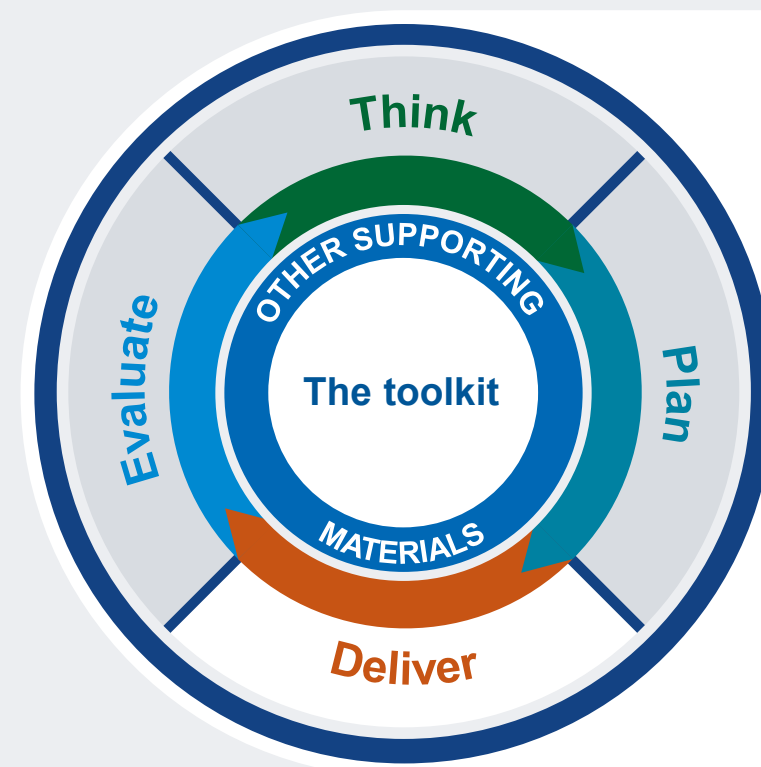 Think
OTHER SUPPORTING
The toolkit
Evaluate
Plan
MATERIALS
Deliver